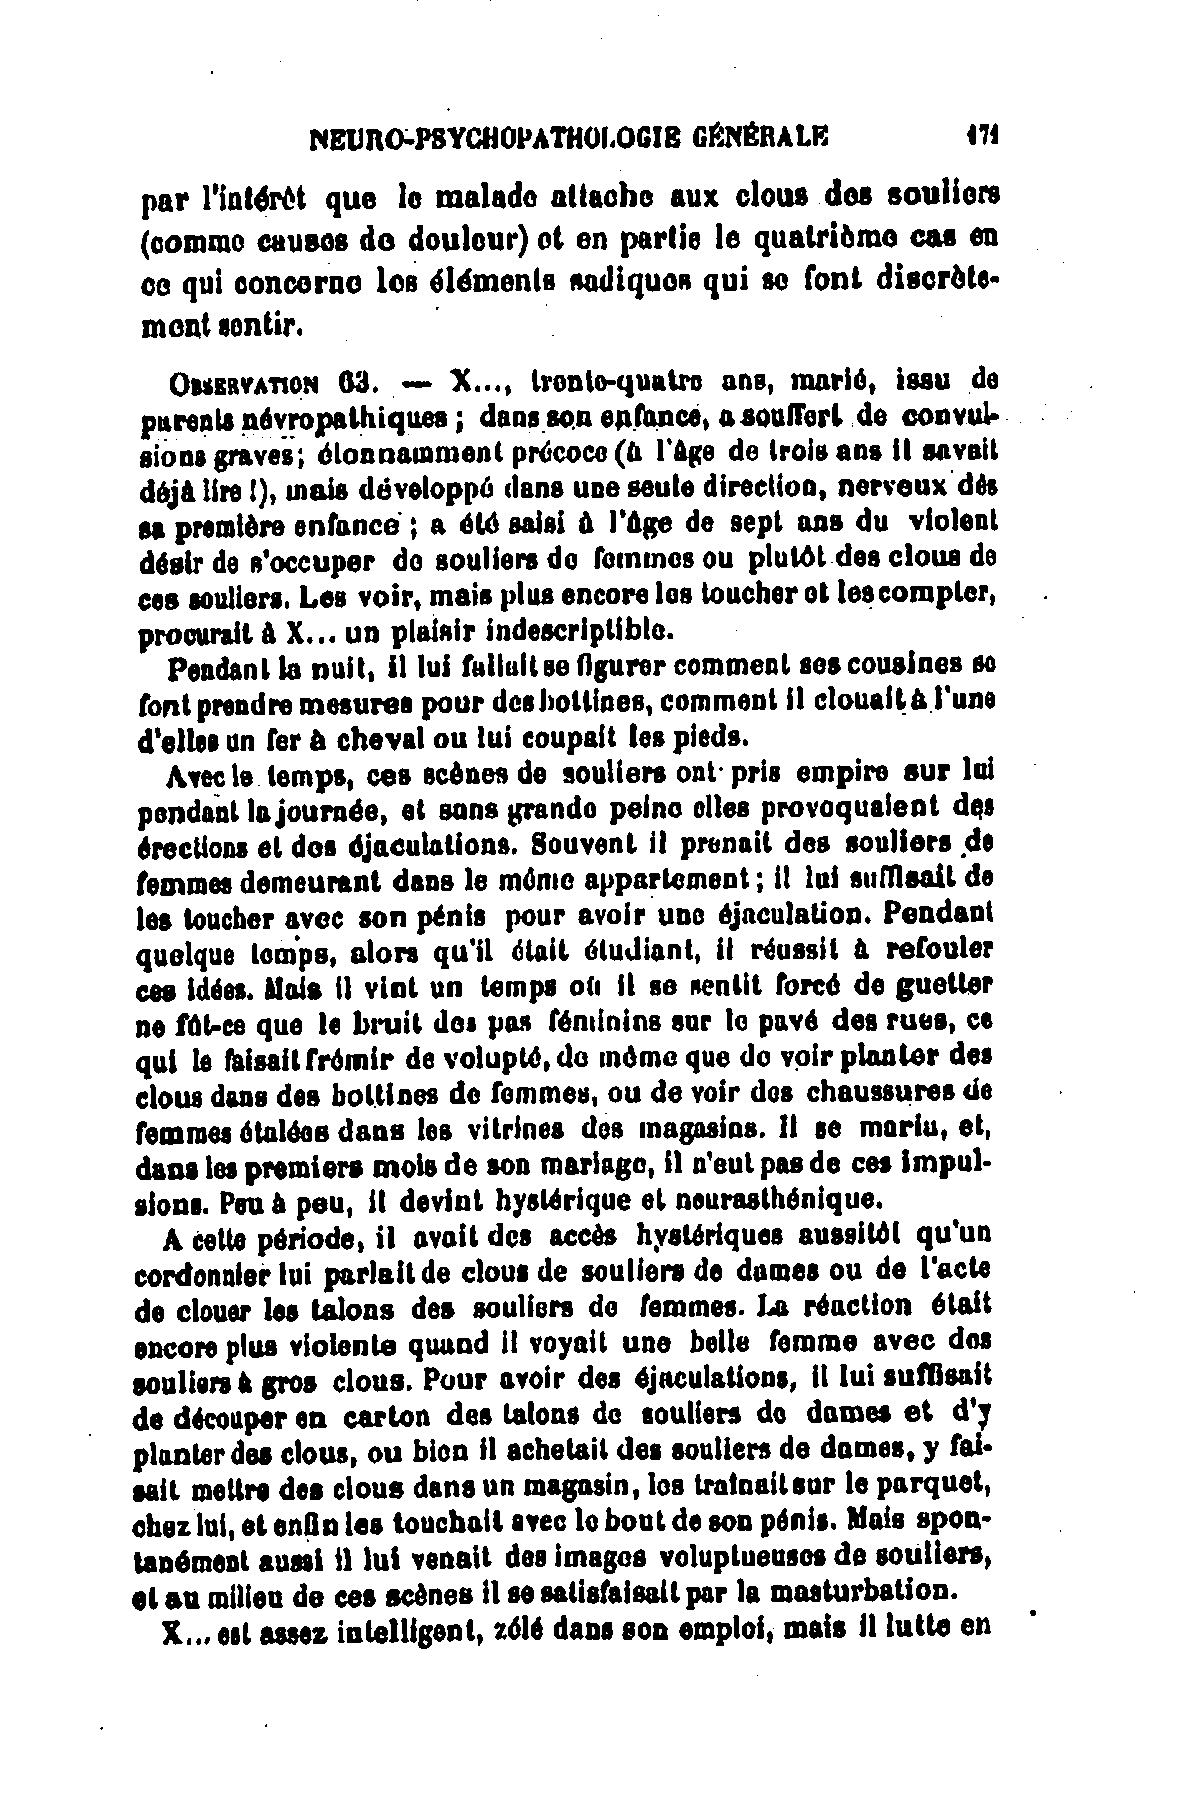 NEURO-PSYCHOPATHOLOGIE GÉNÉRALE 171
par l'intérêt que le malade attache aux clous des souliers
(comme causes de douleur) et en partie le quatrième cas en
ce qui concerne les éléments sadiques qui se font discrète-
ment sentir.
OBSERVATION 63. — X..., trente-quatre ans, marié, issu de
parents névropathiques ; dans son enfance, a souffert de convul-
sions graves ; étonnamment précoce (à l'âge de trois ans il savait
déjà lire !), mais développé dans une seule direction, nerveux dès
sa première enfance ; a été saisi à l'âge de sept ans du violent
désir de s'occuper de souliers de femmes ou plutôt des clous de
ces souliers. Les voir, mais plus encore les toucher et les compter,
procurait à X... un plaisir indescriptible.
Pendant la nuit, il lui fallait se figurer comment ses cousines se
font prendre mesures pour des bottines, comment il clouait à l'une
d'elles un fer à cheval ou lui coupait les pieds.
Avec le temps, ces scènes de souliers ont pris empire sur lui
pendant la journée, et sans grande peine elles provoquaient des
érections et des éjaculations. Souvent il prenait des souliers de
femmes demeurant dans le même appartement ; il lui suffisait de
les toucher avec son pénis pour avoir une éjaculation. Pendant
quelque temps, alors qu'il était étudiant, il réussit à refouler
ces idées. Mais il vint un temps où il se sentit forcé de guetter
ne fût-ce que le bruit des pas féminins sur le pavé des rues, ce
qui le faisait frémir de volupté, de même que de voir planter des
clous dans des bottines de femmes, ou de voir des chaussures de
femmes étalées dans les vitrines des magasins. Il se maria, et,
dans les premiers mois de son mariage, il n'eut pas de ces impul-
sions. Peu à peu, il devint hystérique et neurasthénique.
A cette période, il avait des accès hystériques aussitôt qu'un
cordonnier lui parlait de clous de souliers de dames ou de l'acte
de clouer les talons des souliers de femmes. La réaction était
encore plus violente quand il voyait une belle femme avec des
souliers à gros clous. Pour avoir des éjaculations, il lui suffisait
de découper en carton des talons de souliers de dames et d'y
planter des clous, ou bien il achetait des souliers de dames, y fai-
sait mettre des clous dans un magasin, les traînait sur le parquet,
chez lui, et enfin les touchait avec le bout de son pénis. Mais spon-
tanément aussi il lui venait des images voluptueuses de souliers,
et au milieu de ces scènes il se satisfaisait par la masturbation.
X... est assez intelligent, zélé dans son emploi, mais il lutte en